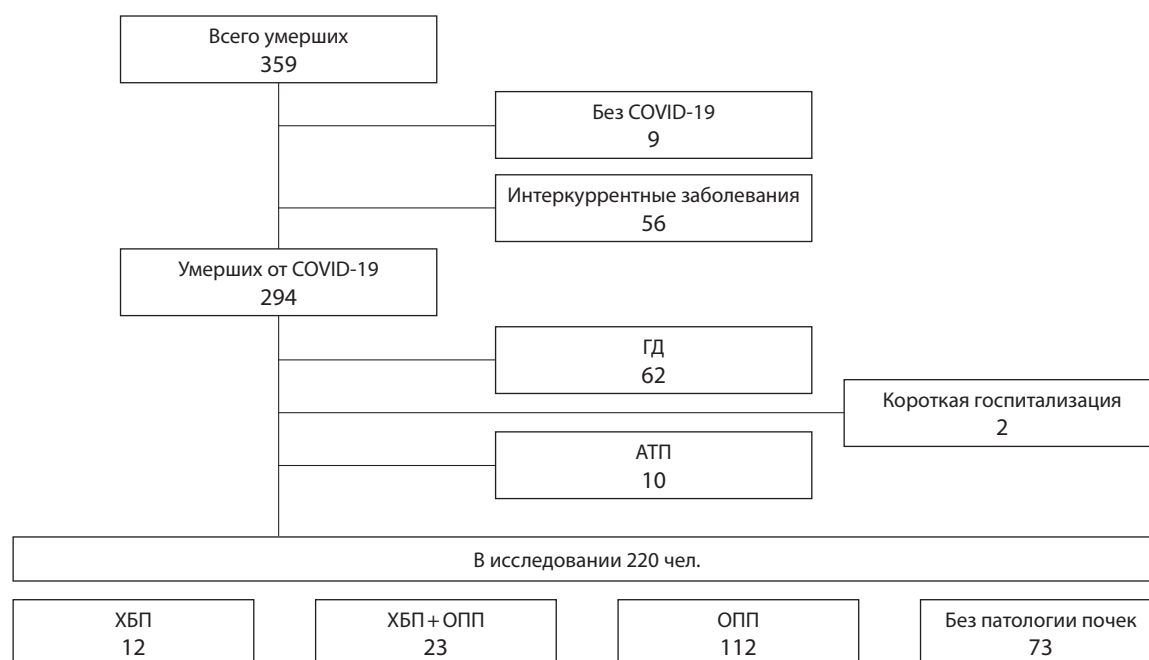 Всего умерших
359
Без COVID-19
9
Интеркуррентные заболевания
56
Умерших от COVID-19
294
ГД
62
Короткая госпитализация
2
АТП
10
В исследовании 220 чел.
ХБП
12
ХБП + ОПП
23
ОПП
112
Без патологии почек
73